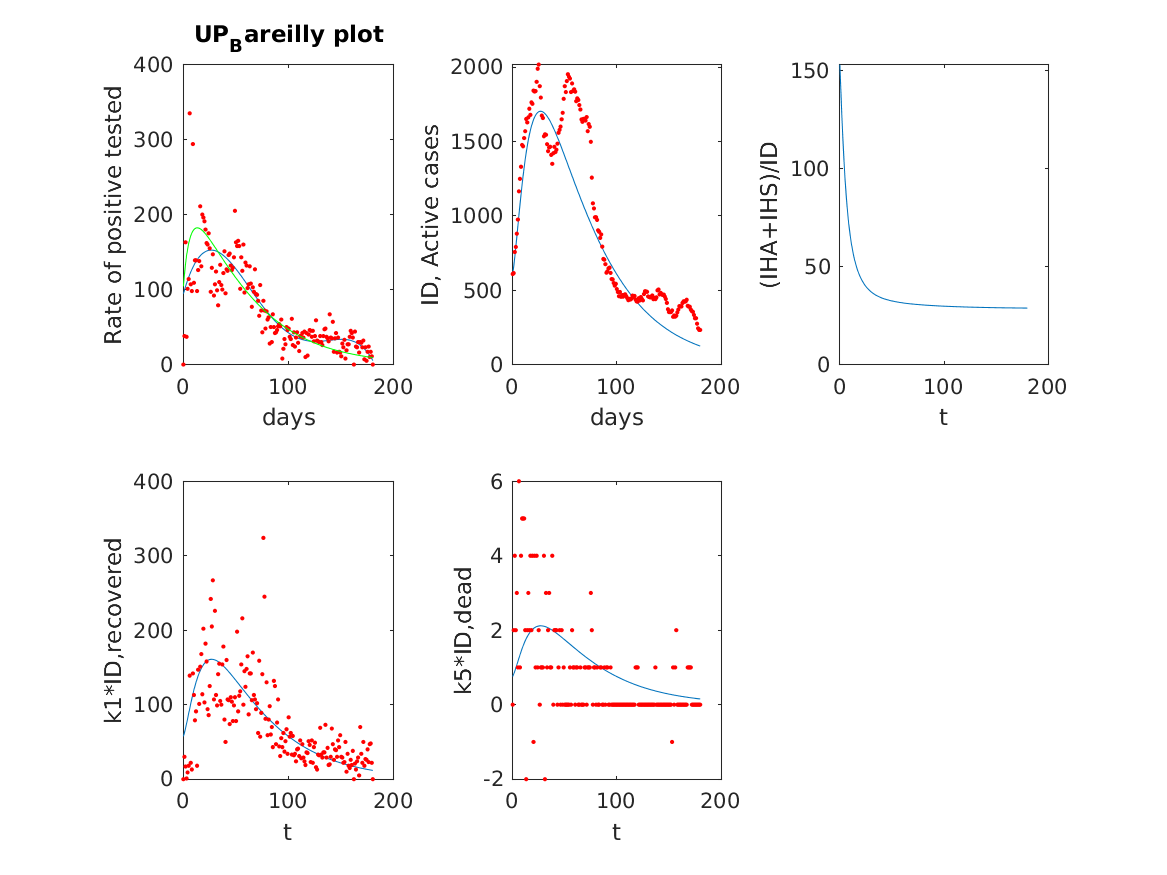 UP_Bareilly plot
400
300
200
100
0
Rate of positive tested
0 100 200
days
2000
1500
1000
500
0
ID, Active cases
0 100 200
days
150
100
50
0
(IHA+IHS)/ID
0 100 200
t
400
300
200
100
0
k1*ID,recovered
0 100 200
t
6
4
2
0
-2
k5*ID,dead
0 100 200
t